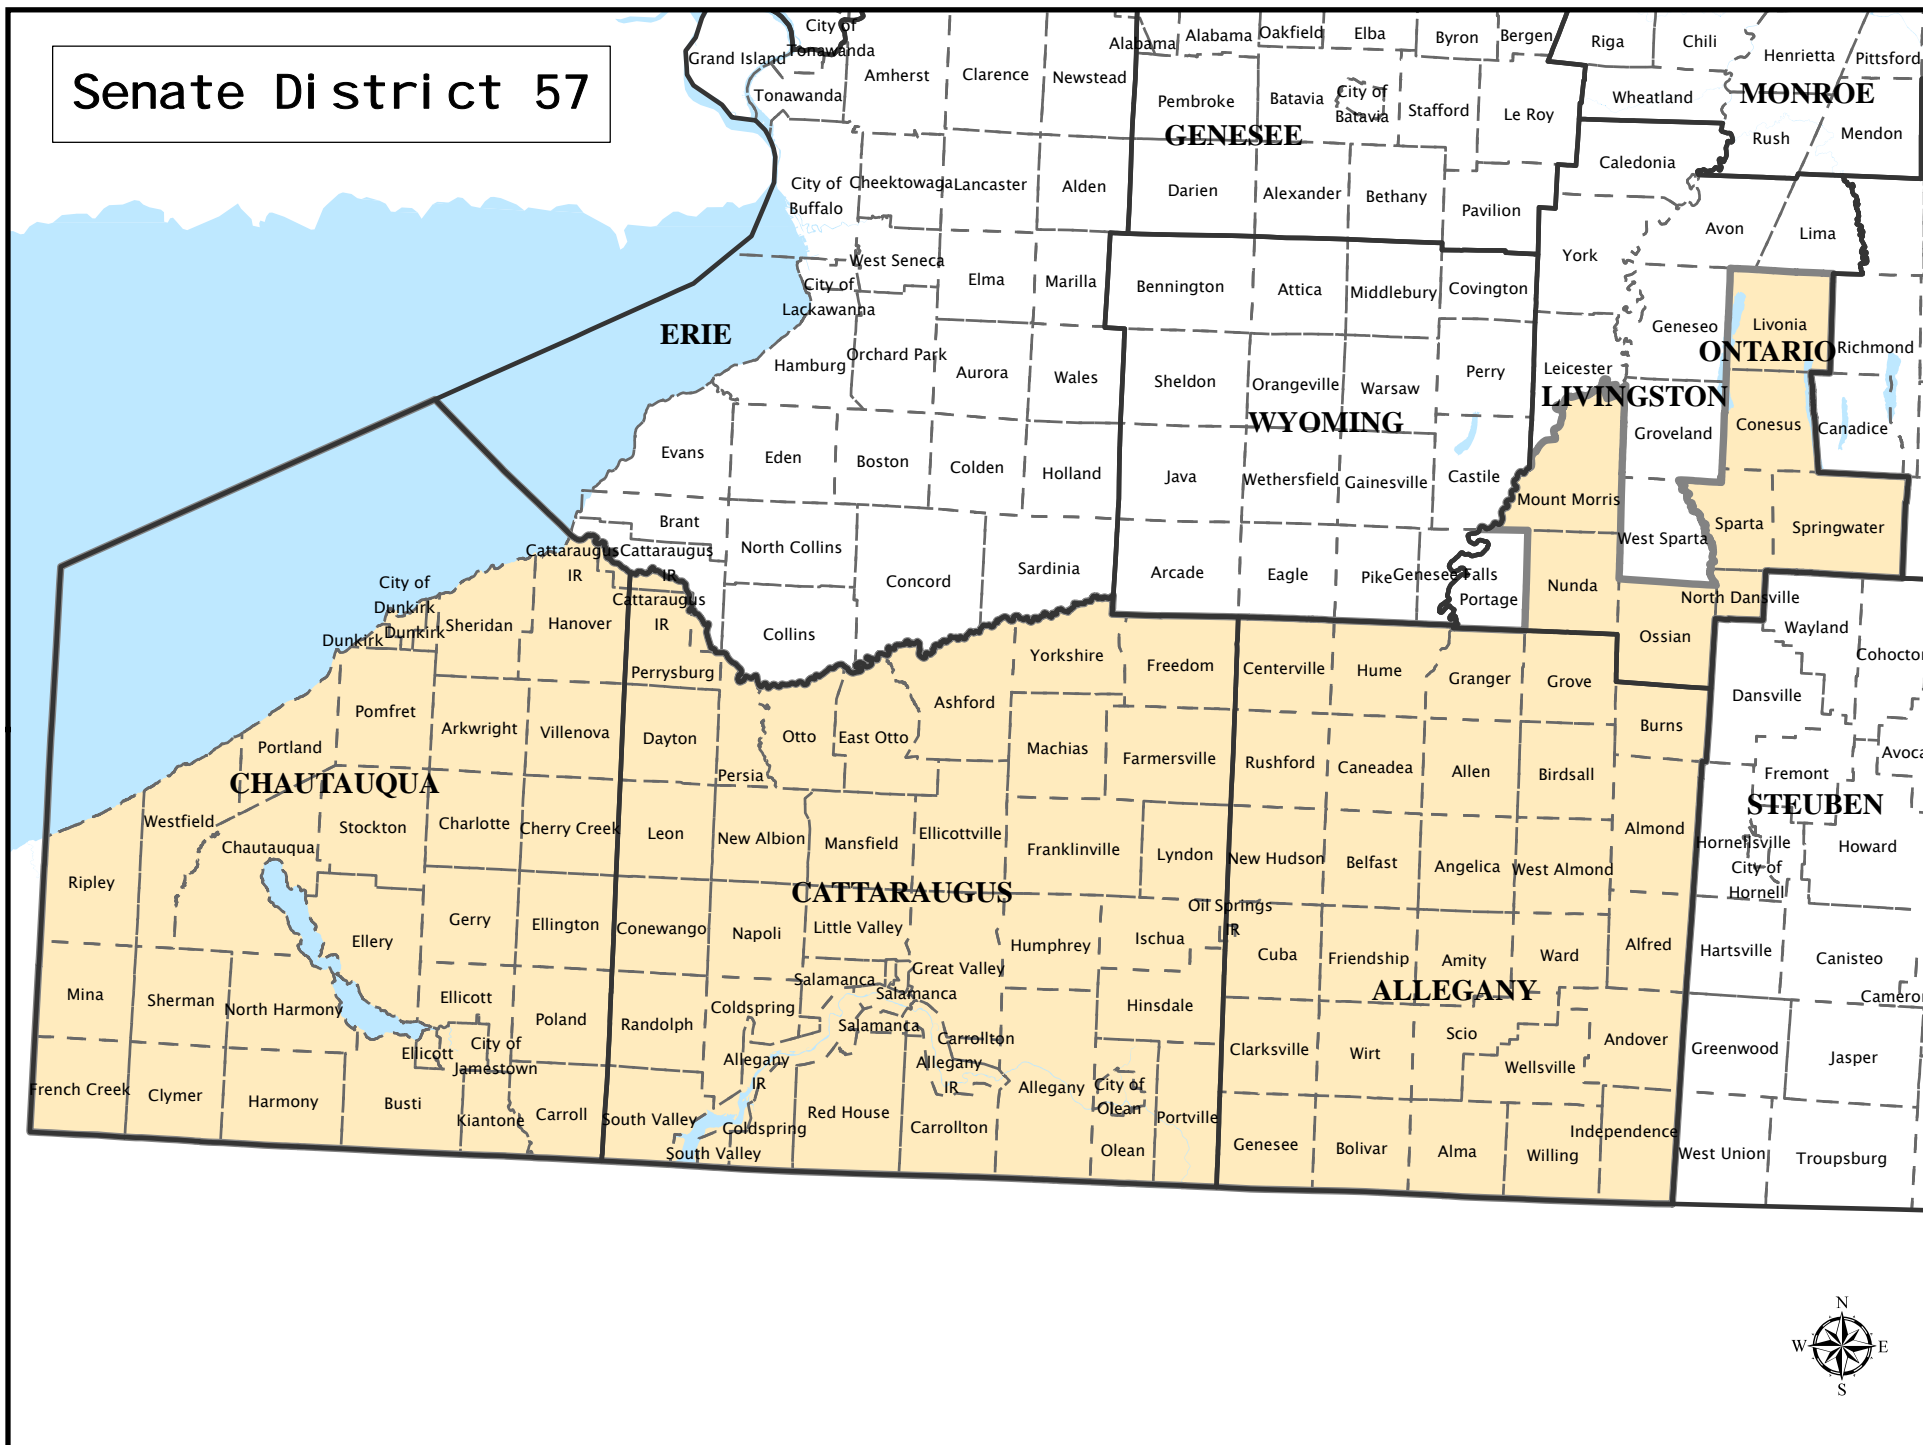 Senate District 57
City of
Tonawanda
Grand Island
Tonawanda
Amherst
Clarence
Newstead
Alabama
Alabama
Oakfield
Elba
Byron
Bergen
Riga
Chili
Henrietta
Pittsford
Pembroke
Batavia
City of
Batavia
Stafford
Le Roy
Wheatland
MONROE
GENESEE
Rush
Mendon
Caledonia
City of
Buffalo
Cheektowaga
Lancaster
Alden
Darien
Alexander
Bethany
Pavilion
Avon
Lima
West Seneca
York
City of
Lackawanna
Elma
Marilla
Bennington
Attica
Middlebury
Covington
ERIE
Geneseo
Livonia
ONTARIO
Richmond
Hamburg
Orchard Park
Aurora
Wales
Sheldon
Orangeville
Warsaw
Perry
Leicester
LIVINGSTON
WYOMING
Groveland
Conesus
Canadice
Evans
Eden
Boston
Colden
Holland
Java
Wethersfield
Gainesville
Castile
Mount Morris
Brant
North Collins
West Sparta
Sparta
Springwater
Cattaraugus
IR
Cattaraugus
IR
Concord
Sardinia
Arcade
Eagle
Pike
Genesee Falls
Portage
Nunda
North Dansville
City of
Dunkirk
Dunkirk
Dunkirk
Sheridan
Hanover
Cattaraugus
IR
Collins
Ossian
Wayland
Cohocto
Perrysburg
Yorkshire
Freedom
Centerville
Hume
Granger
Grove
Dansville
Pomfret
Arkwright
Villenova
Dayton
Otto
East Otto
Ashford
Burns
Portland
Persia
Machias
Farmersville
Rushford
Caneadea
Allen
Birdsall
Fremont
Avoca
CHAUTAUQUA
STEUBEN
Westfield
Stockton
Charlotte
Cherry Creek
Leon
New Albion
Mansfield
Ellicottville
Franklinville
Lyndon
New Hudson
Belfast
Angelica
West Almond
Almond
Hornellsville
City of
Hornell
Howard
Chautauqua
Ripley
CATTARAUGUS
Oil Springs
IR
Gerry
Ellington
Conewango
Napoli
Little Valley
Humphrey
Ischua
Ellery
Cuba
Friendship
Amity
Ward
Alfred
Hartsville
Canisteo
Great Valley
Salamanca
Salamanca
Salamanca
Mina
Sherman
North Harmony
Ellicott
Poland
Randolph
Coldspring
Hinsdale
ALLEGANY
Camero
Carrollton
Scio
Andover
Ellicott
City of
Jamestown
Allegany
IR
Allegany
IR
Clarksville
Wirt
Wellsville
Greenwood
Jasper
French Creek
Clymer
Harmony
Busti
Kiantone
Carroll
South Valley
Coldspring
Red House
Carrollton
Allegany
City of
Olean
Portville
South Valley
Olean
Genesee
Bolivar
Alma
Willing
Independence
West Union
Troupsburg
N
W
E
S